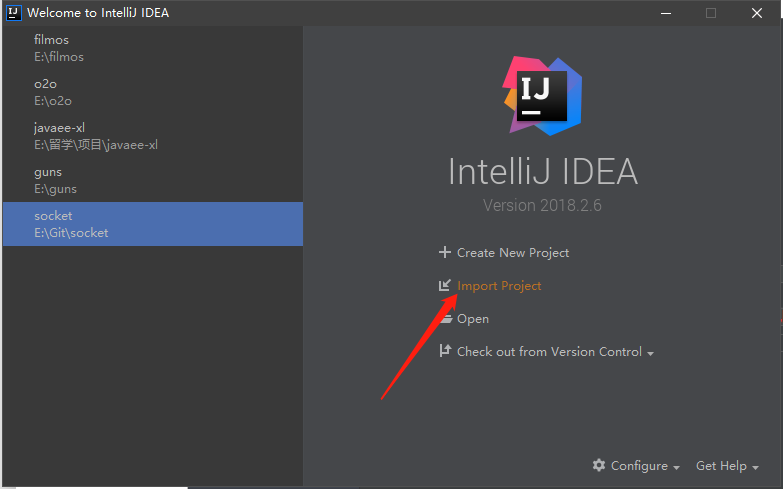 IJ Welcome to IntelliJ IDEA
filmos
E:\filmos
o2o
E:\o2o
javaee-xl
E:\留学\项目\javaee-xl
guns
E:\guns
socket
E:\Git\socket
IJ
IntelliJ IDEA
Version 2018.2.6
Create New Project
Import Project
Open
Check out from Version Control
Configure
Get Help